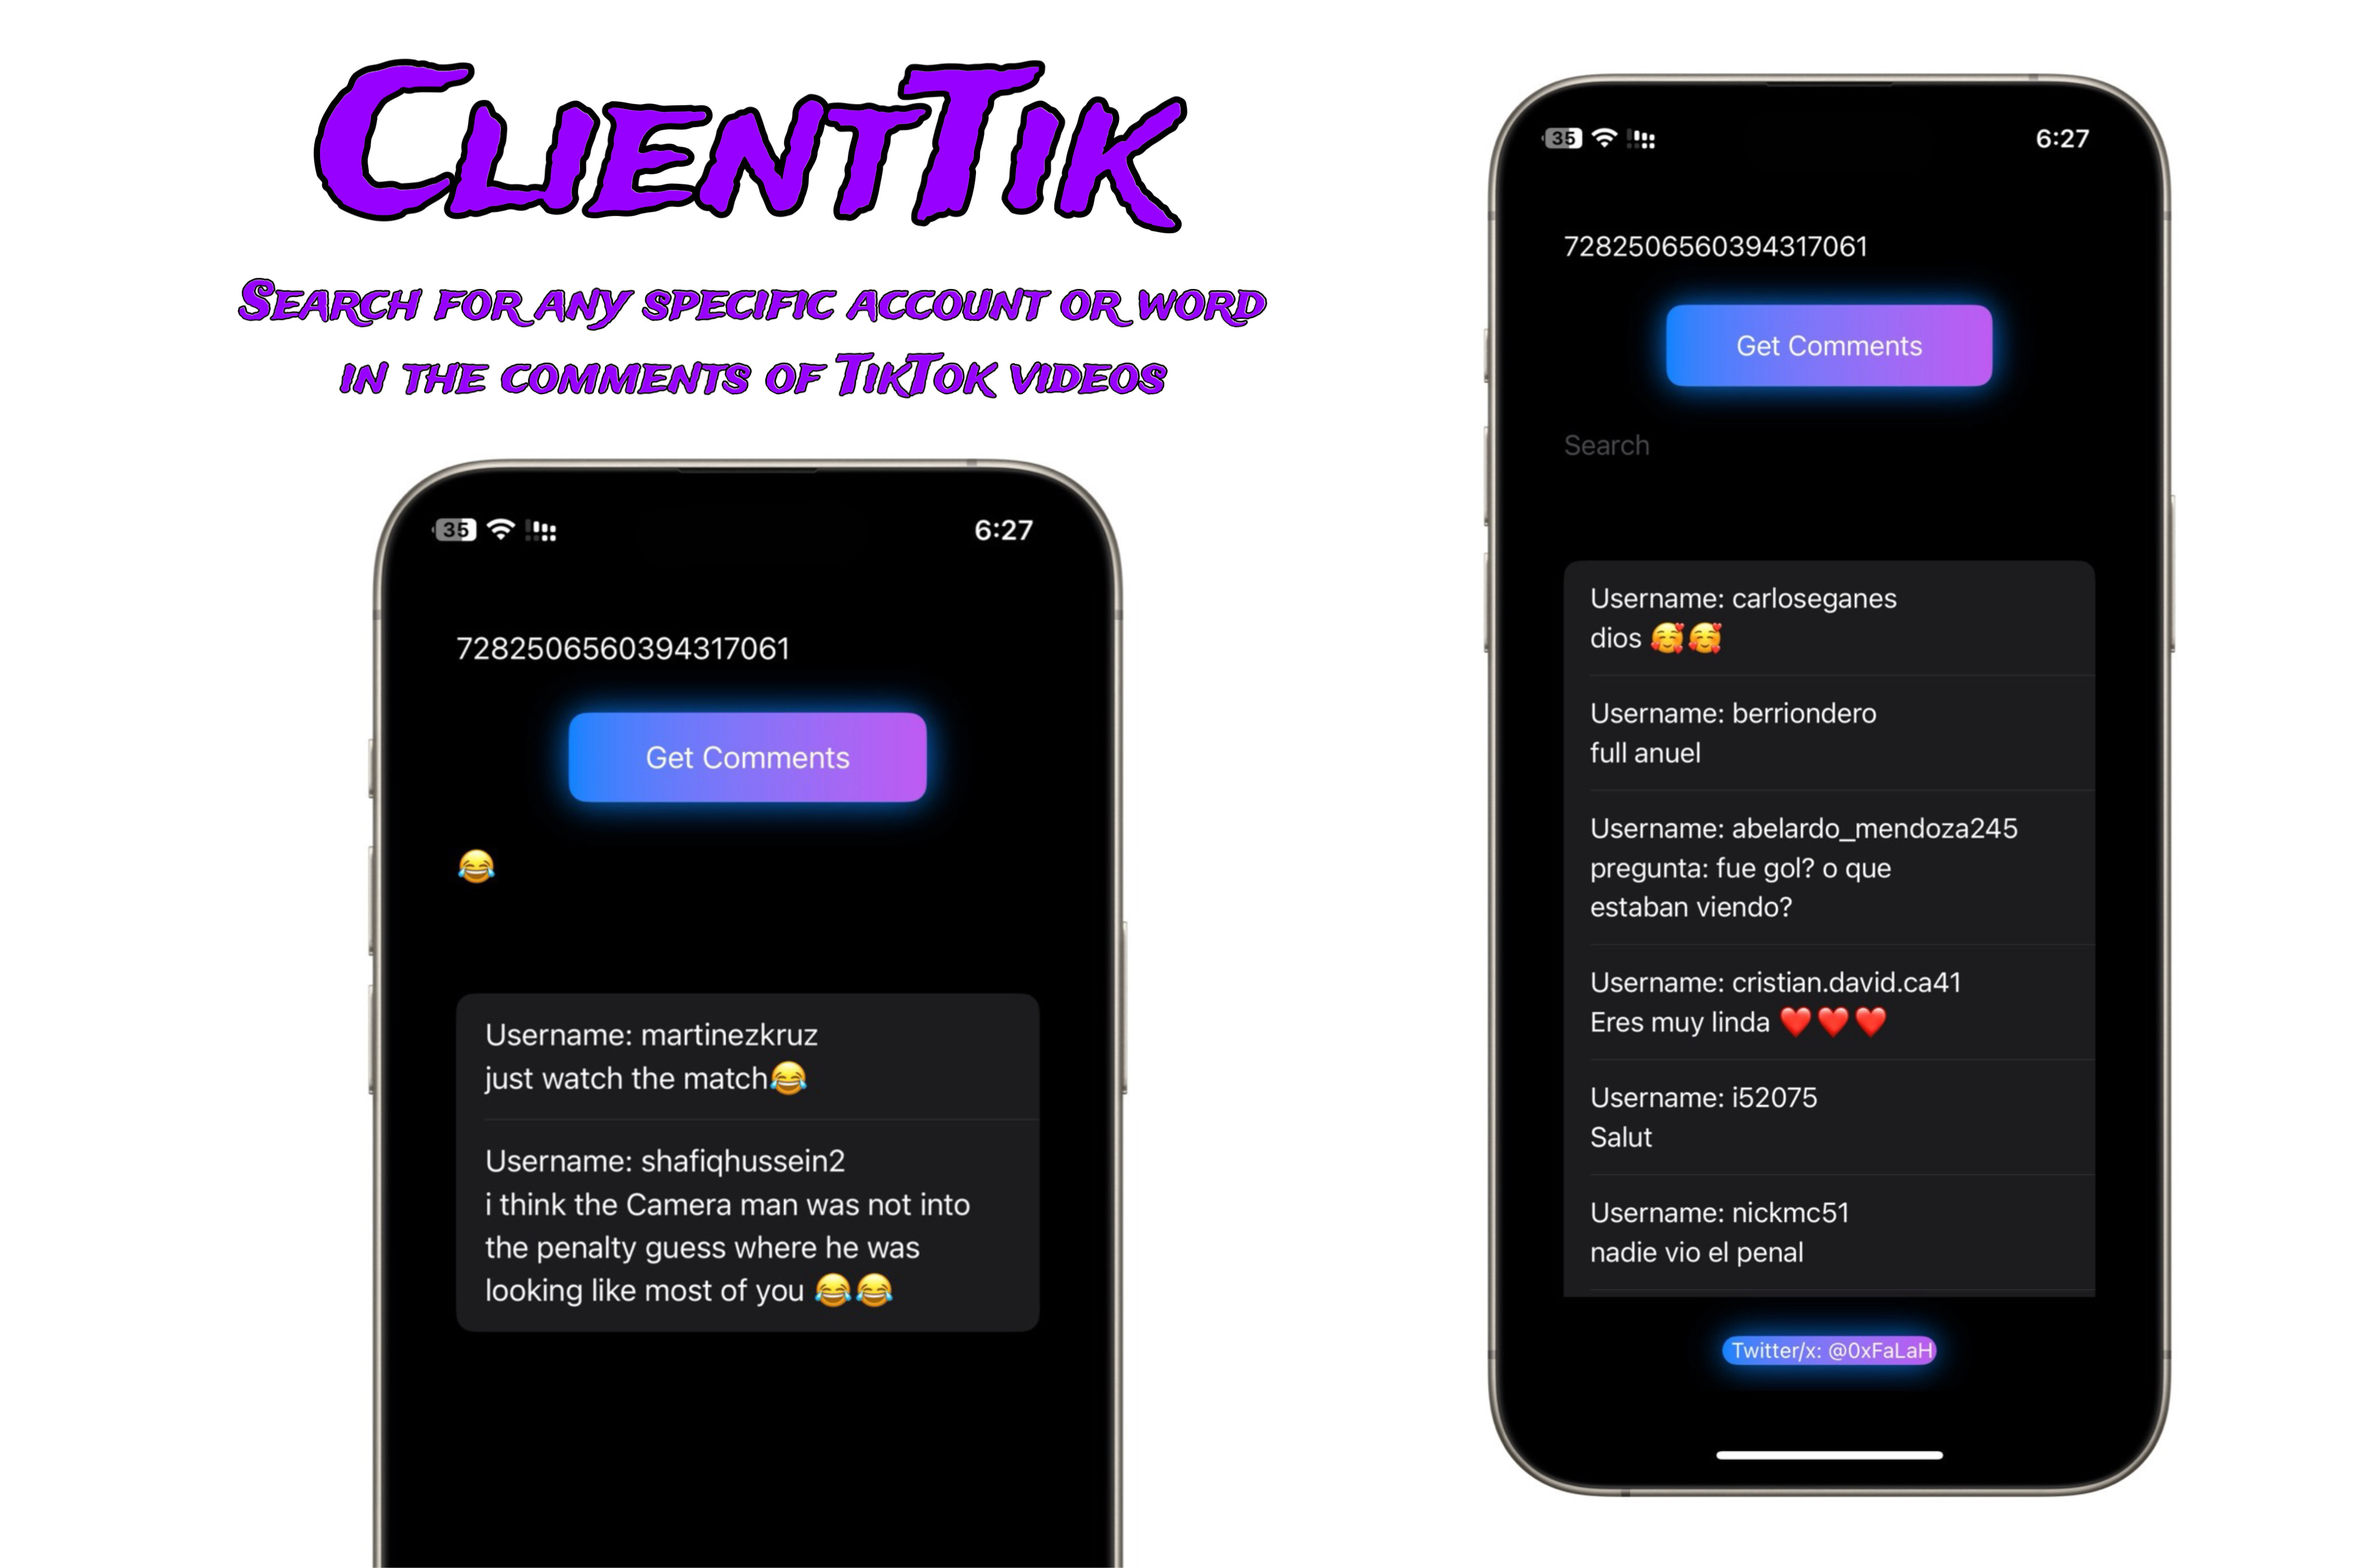 ClientTik
Search for any specific account or word
in the comments of TikTok videos
35
6:27
7282506560394317061
Get Comments
😂
Username: martinezkruz
just watch the match😂
Username: shafiqhussein2
i think the Camera man was not into
the penalty guess where he was
looking like most of you 😂😂
35
6:27
7282506560394317061
Get Comments
Search
Username: carloseganes
dios 🥰🥰
Username: berriondero
full anuel
Username: abelardo_mendoza245
pregunta: fue gol? o que
estaban viendo?
Username: cristian.david.ca41
Eres muy linda ❤️❤️❤️
Username: i52075
Salut
Username: nickmc51
nadie vio el penal
Twitter/x: @0xFaLaH